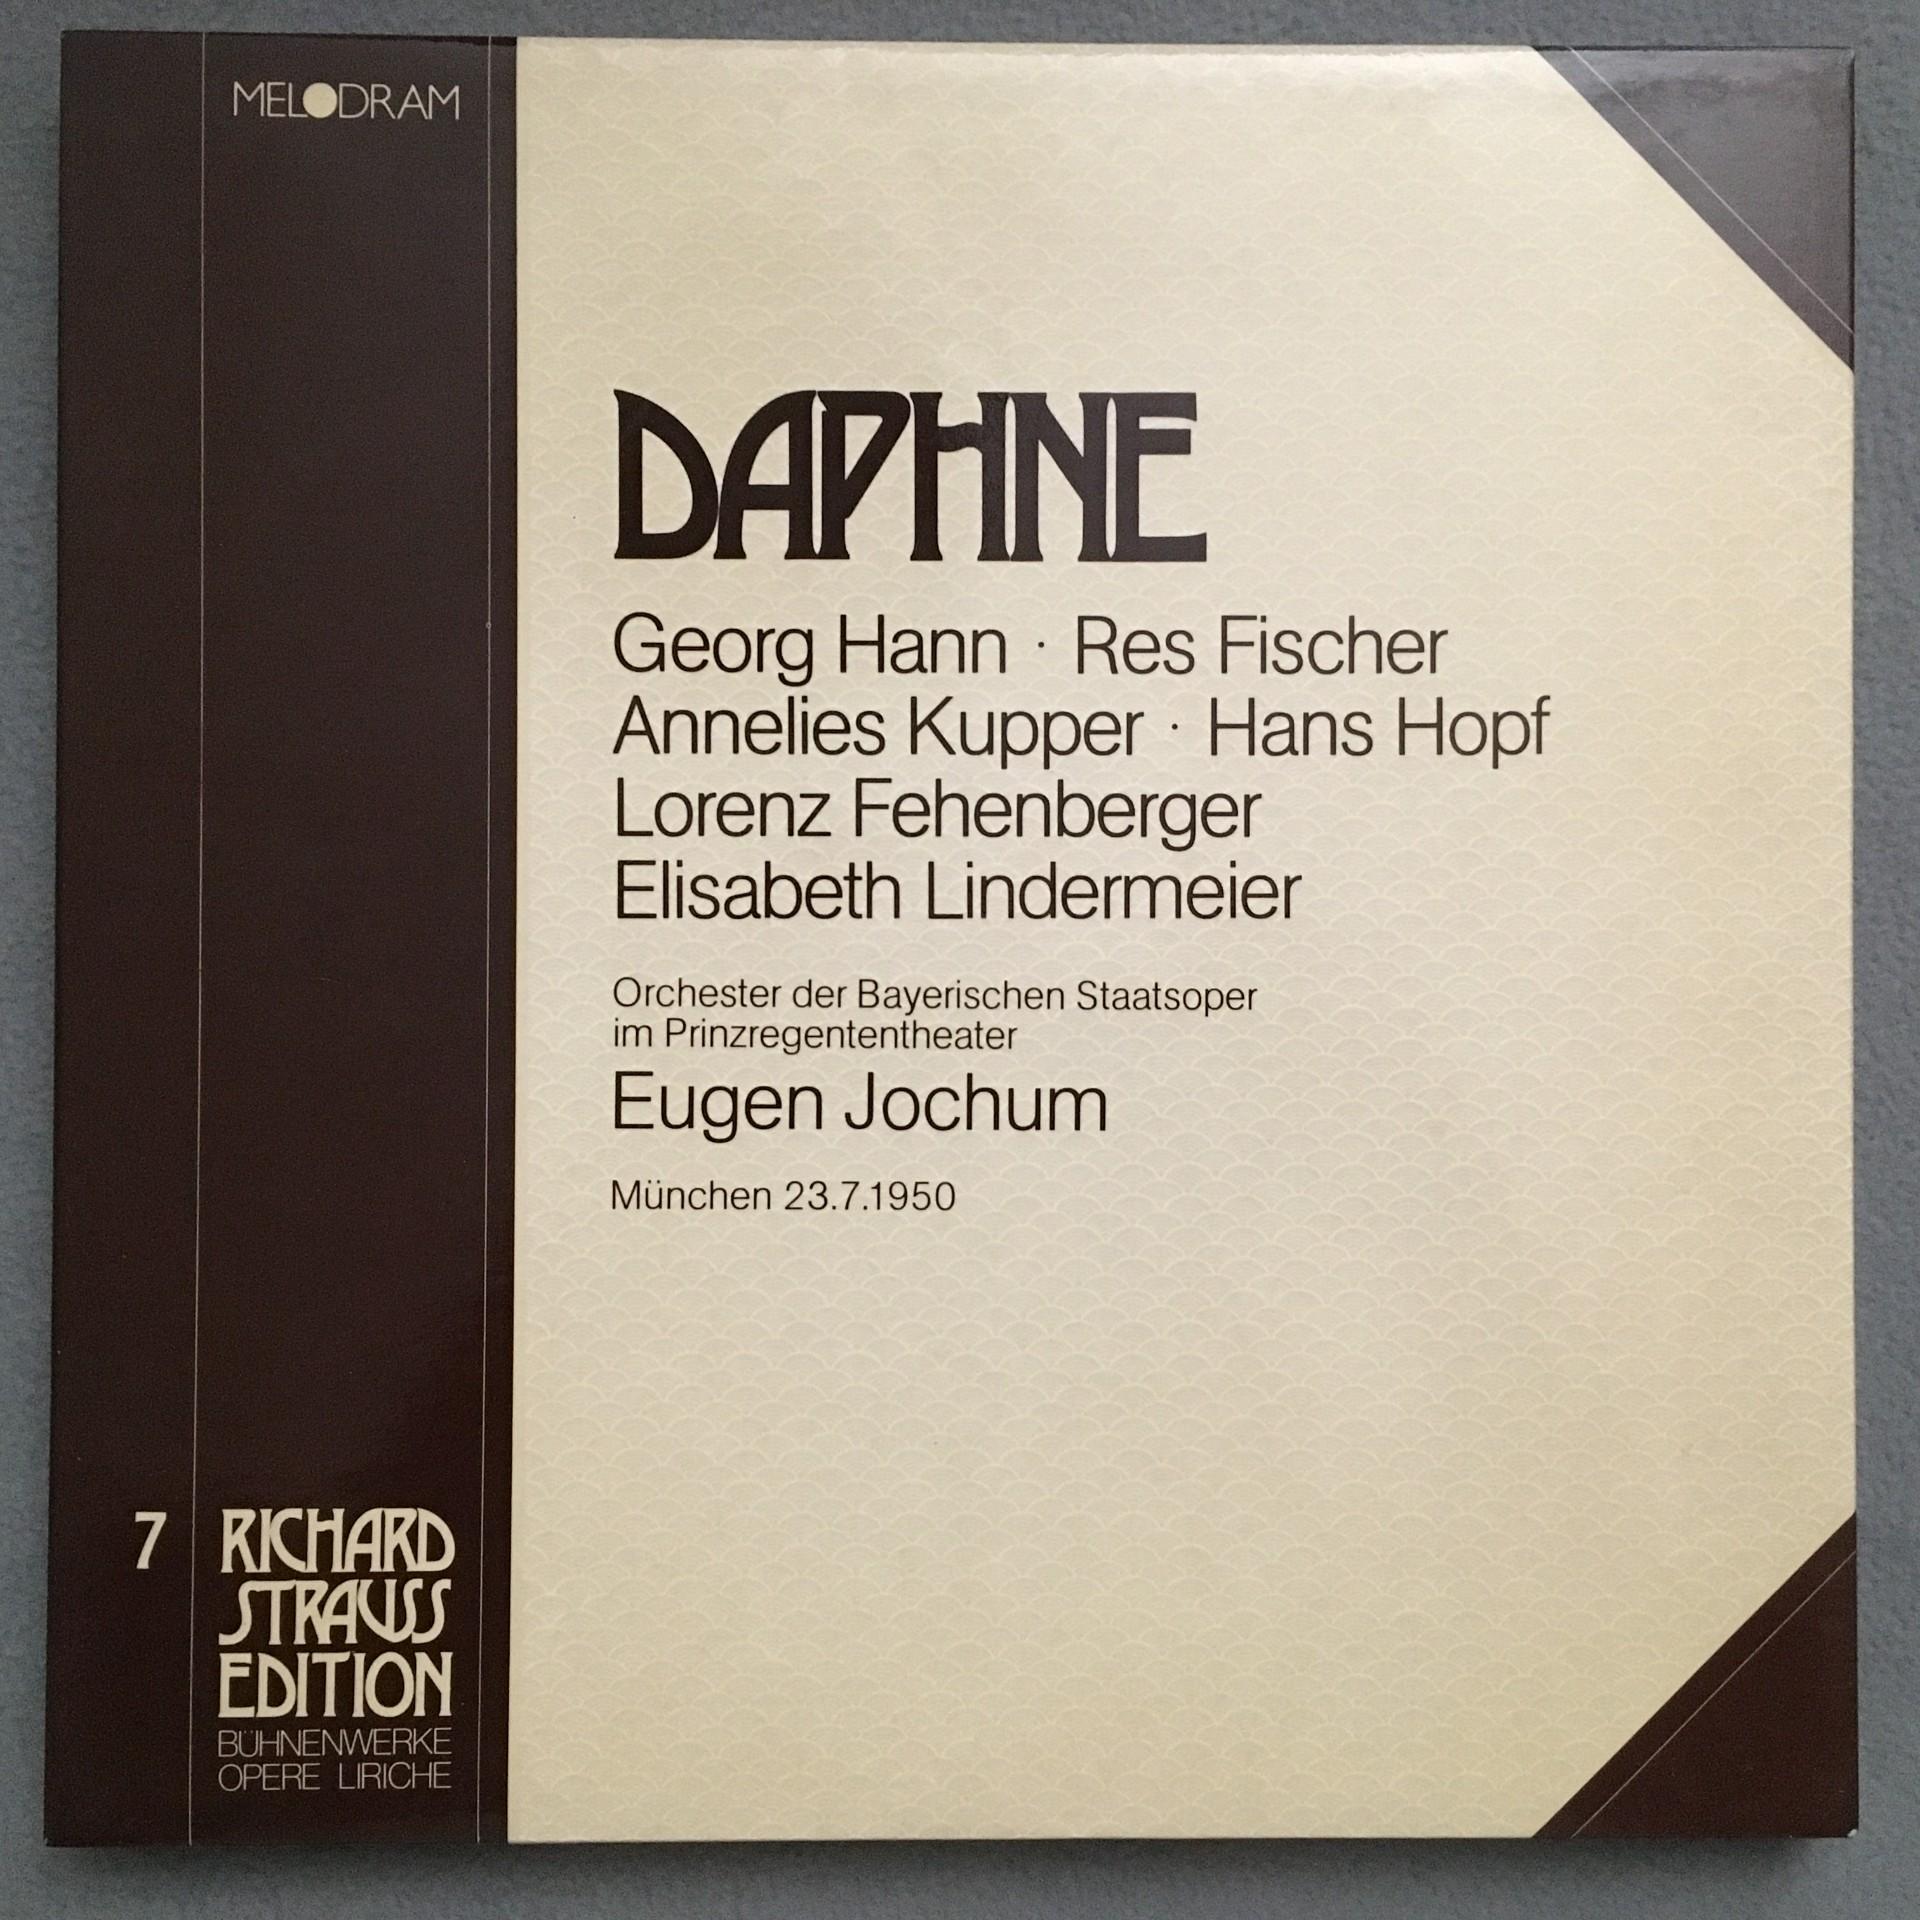 MELODRAM
DAPHNE
Georg Hann · Res Fischer
Annelies Kupper · Hans Hopf
Lorenz Fehenberger
Elisabeth Lindermeier
Orchester der Bayerischen Staatsoper
im Prinzregententheater
Eugen Jochum
München 23.7.1950
7
RICHARD
STRAUSS
EDITION
BÜHNENWERKE
OPERE LIRICHE